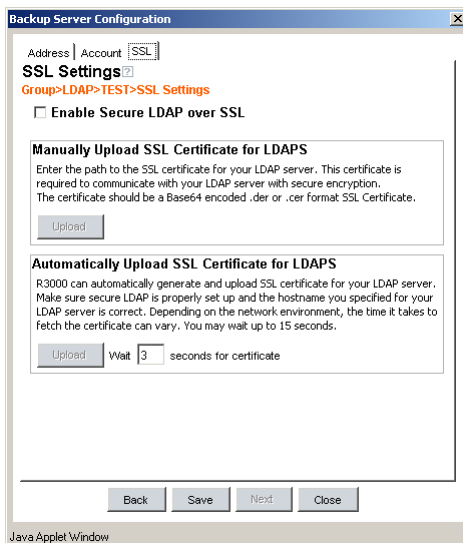 Backup Server Configuration
Address Account SSL
SSL Settings ?
Group>LDAP>TEST>SSL Settings
Enable Secure LDAP over SSL
Manually Upload SSL Certificate for LDAPS
Enter the path to the SSL certificate for your LDAP server. This certificate is
required to communicate with your LDAP server with secure encryption.
The certificate should be a Base64 encoded .der or .cer format SSL Certificate.
Upload
Automatically Upload SSL Certificate for LDAPS
R3000 can automatically generate and upload SSL certificate for your LDAP server.
Make sure secure LDAP is properly set up and the hostname you specified for your
LDAP server is correct. Depending on the network environment, the time it takes to
fetch the certificate can vary. You may wait up to 15 seconds.
Upload Wait 3 seconds for certificate
Back Save Next Close
Java Applet Window